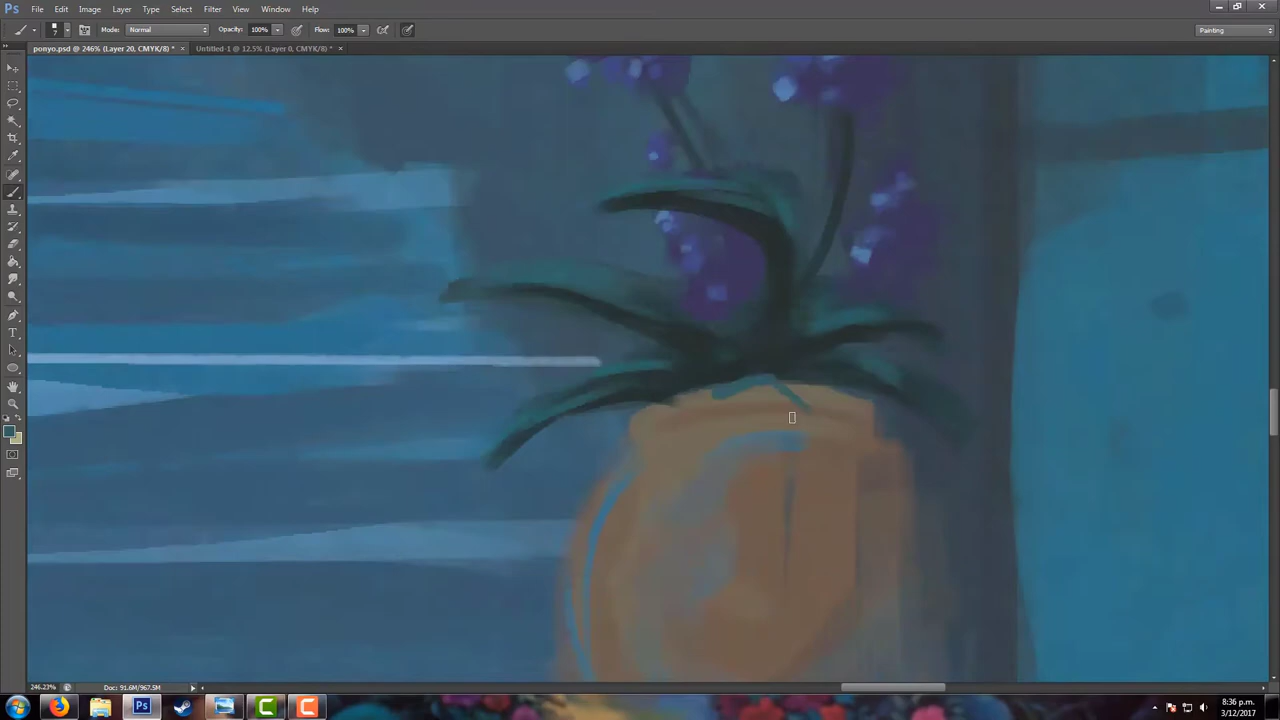 Ps File Edit Image Layer Type Select Filter View Window Help
7 Mode: Normal Opacity: 100% Flow: 100% Painting
ponyo.psd @ 246% (Layer 20, CMYK/8) * × Untitled-1 @ 12.5% (Layer 0, CMYK/8) * ×
246.23% Doc: 91.6M/967.5M
Ps 8:36 p.m.
3/12/2017